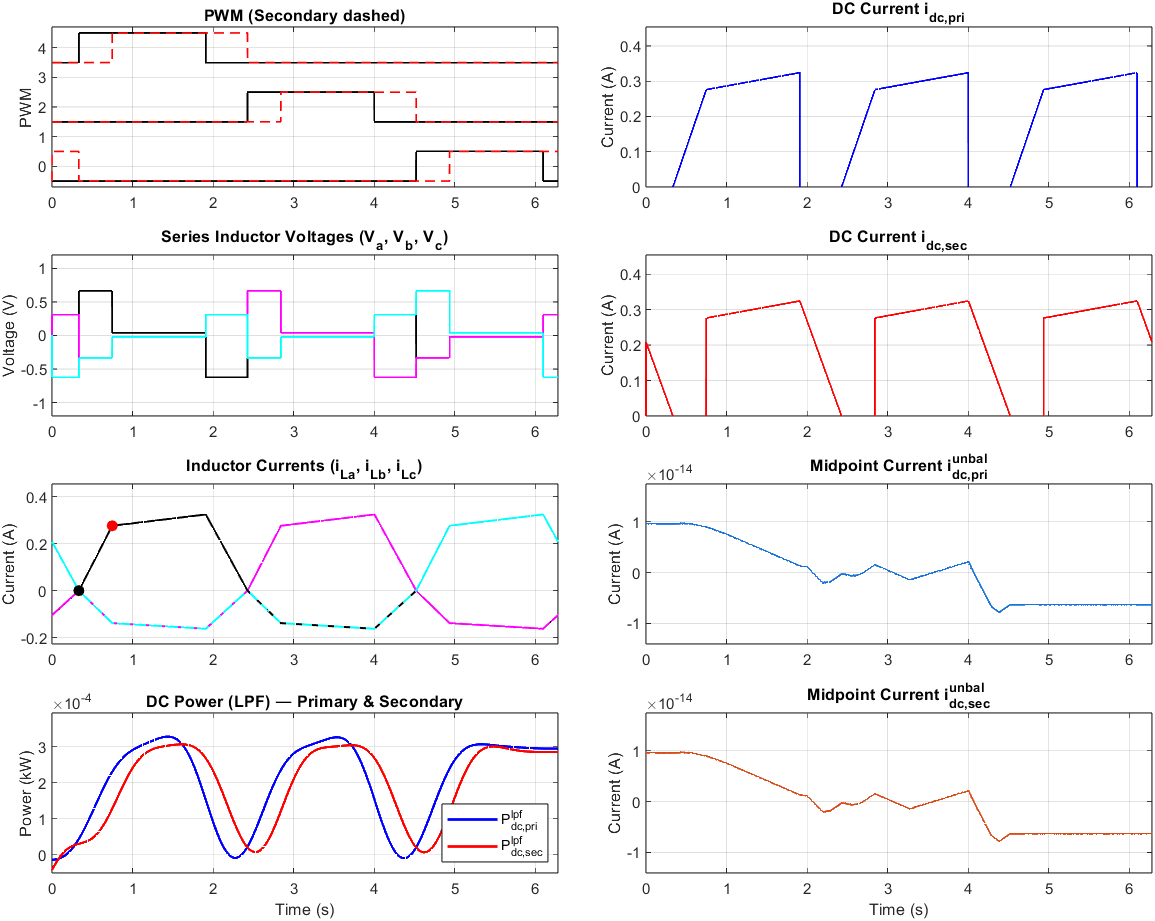 PWM (Secondary dashed)
PWM
4
3
2
1
0
0 1 2 3 4 5 6
DC Current i_dc,pri
Current (A)
0.4
0.3
0.2
0.1
0
0 1 2 3 4 5 6
Series Inductor Voltages (V_a, V_b, V_c)
Voltage (V)
1
0.5
0
-0.5
-1
0 1 2 3 4 5 6
DC Current i_dc,sec
Current (A)
0.4
0.3
0.2
0.1
0
0 1 2 3 4 5 6
Inductor Currents (i_La, i_Lb, i_Lc)
Current (A)
0.4
0.2
0
-0.2
0 1 2 3 4 5 6
Midpoint Current i^unbal_dc,pri
×10^-14
Current (A)
1
0
-1
0 1 2 3 4 5 6
DC Power (LPF) — Primary & Secondary
×10^-4
Power (kW)
3
2
1
0
P^lpf_dc,pri
P^lpf_dc,sec
0 1 2 3 4 5 6
Time (s)
Midpoint Current i^unbal_dc,sec
×10^-14
Current (A)
1
0
-1
0 1 2 3 4 5 6
Time (s)